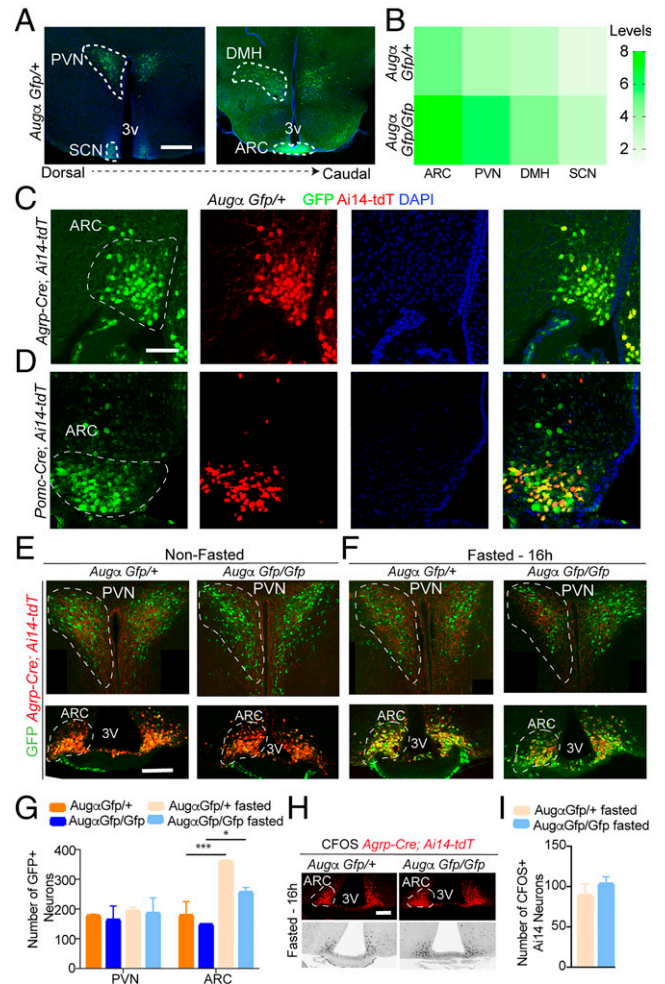 A
B
PVN
DMH
Augα Gfp/+
3v
3v
SCN
ARC
Dorsal
Caudal
Levels
8
6
4
2
Augα
Gfp/+
Augα
Gfp/Gfp
ARC PVN DMH SCN
C
Augα Gfp/+ GFP Ai14-tdT DAPI
ARC
Agrp-Cre; Ai14-tdT
D
ARC
Pomc-Cre; Ai14-tdT
E
F
Non-Fasted
Fasted - 16h
Augα Gfp/+
Augα Gfp/Gfp
Augα Gfp/+
Augα Gfp/Gfp
PVN
PVN
PVN
PVN
GFP Agrp-Cre; Ai14-tdT
ARC
3V
ARC
3V
ARC
3V
ARC
3V
G
AugαGfp/+
AugαGfp/+ fasted
AugαGfp/Gfp
AugαGfp/Gfp fasted
***
*
400
300
200
100
0
Number of GFP+
Neurons
PVN ARC
H
CFOS Agrp-Cre; Ai14-tdT
Augα Gfp/+
Augα Gfp/Gfp
ARC
3V
ARC
3V
Fasted - 16h
I
AugαGfp/+ fasted
AugαGfp/Gfp fasted
150
100
50
0
Number of CFOS+
Ai14 Neurons